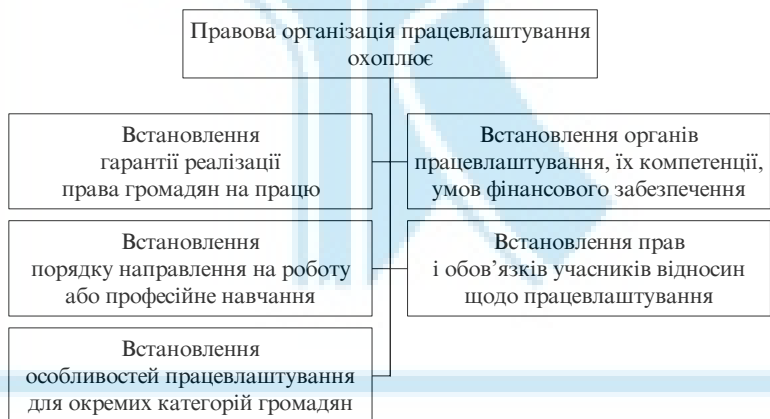 Правова організація працевлаштування
охоплює
Встановлення
гарантії реалізації
права громадян на працю
Встановлення органів
працевлаштування, їх компетенції,
умов фінансового забезпечення
Встановлення
порядку направлення на роботу
або професійне навчання
Встановлення прав
і обов’язків учасників відносин
щодо працевлаштування
Встановлення
особливостей працевлаштування
для окремих категорій громадян